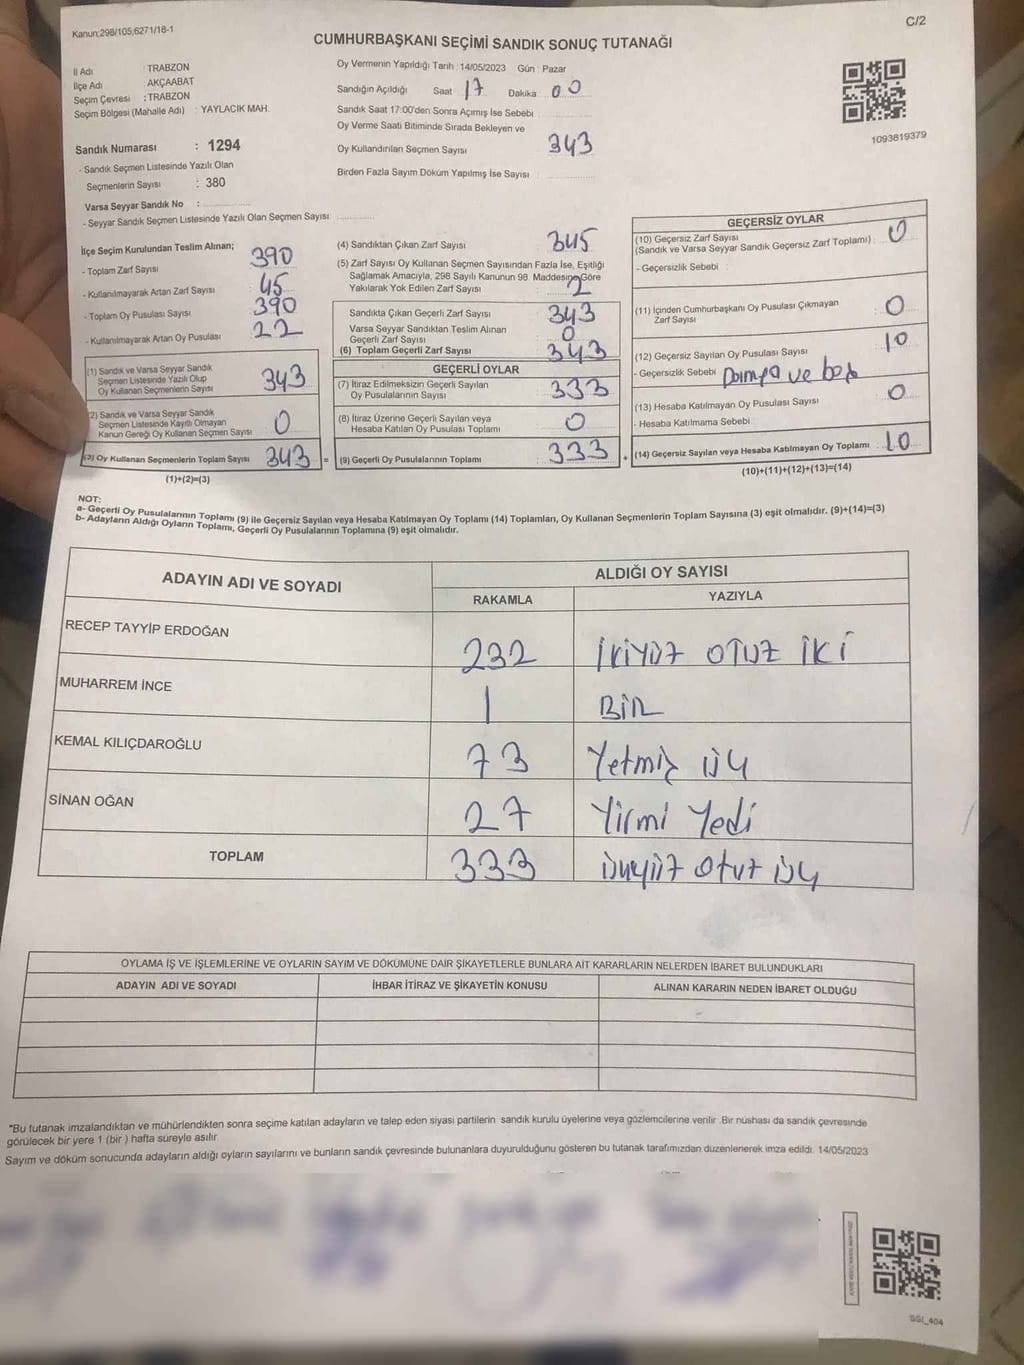 Kanun:298/105,6271/18-1
C/2
CUMHURBAŞKANI SEÇİMİ SANDIK SONUÇ TUTANAĞI
İl Adı : TRABZON
İlçe Adı : AKÇAABAT
Seçim Çevresi : TRABZON
Seçim Bölgesi (Mahalle Adı) : YAYLACIK MAH.
Sandık Numarası : 1294
- Sandık Seçmen Listesinde Yazılı Olan
Seçmenlerin Sayısı : 380
Varsa Seyyar Sandık No :
- Seyyar Sandık Seçmen Listesinde Yazılı Olan Seçmen Sayısı :
Oy Vermenin Yapıldığı Tarih : 14/05/2023 Gün : Pazar
Sandığın Açıldığı Saat 17 Dakika 00
Sandık Saat 17:00'den Sonra Açımış İse Sebebi
Oy Verme Saati Bitiminde Sırada Bekleyen ve
Oy Kullandırılan Seçmen Sayısı 343
Birden Fazla Sayım Döküm Yapılmış İse Sayısı :
1093819379
İlçe Seçim Kurulundan Teslim Alınan;
- Toplam Zarf Sayısı 390
- Kullanılmayarak Artan Zarf Sayısı 45
- Toplam Oy Pusulası Sayısı 390
- Kullanılmayarak Artan Oy Pusulası 22
(1) Sandık ve Varsa Seyyar Sandık
Seçmen Listesinde Yazılı Olup
Oy Kullanan Seçmenlerin Sayısı 343
(2) Sandık ve Varsa Seyyar Sandık
Seçmen Listesinde Kayıtlı Olmayan
Kanun Gereği Oy Kullanan Seçmen Sayısı 0
(3) Oy Kullanan Seçmenlerin Toplam Sayısı 343 =
(1)+(2)=(3)
(4) Sandıktan Çıkan Zarf Sayısı 345
(5) Zarf Sayısı Oy Kullanan Seçmen Sayısından Fazla İse, Eşitliği
Sağlamak Amacıyla, 298 Sayılı Kanunun 98. Maddesine Göre
Yakılarak Yok Edilen Zarf Sayısı 2
Sandıkta Çıkan Geçerli Zarf Sayısı 343
Varsa Seyyar Sandıktan Teslim Alınan
Geçerli Zarf Sayısı 0
(6) Toplam Geçerli Zarf Sayısı 343
GEÇERLİ OYLAR
(7) İtiraz Edilmeksizin Geçerli Sayılan
Oy Pusulalarının Sayısı 333
(8) İtiraz Üzerine Geçerli Sayılan veya
Hesaba Katılan Oy Pusulası Toplamı 0
(9) Geçerli Oy Pusulalarının Toplamı 333 +
GEÇERSİZ OYLAR
(10) Geçersiz Zarf Sayısı
(Sandık ve Varsa Seyyar Sandık Geçersiz Zarf Toplamı) : 0
- Geçersizlik Sebebi :
(11) İçinden Cumhurbaşkanı Oy Pusulası Çıkmayan
Zarf Sayısı 0
(12) Geçersiz Sayılan Oy Pusulası Sayısı 10
- Geçersizlik Sebebi Damga ve boş
(13) Hesaba Katılmayan Oy Pusulası Sayısı 0
- Hesaba Katılmama Sebebi
(14) Geçersiz Sayılan veya Hesaba Katılmayan Oy Toplamı : 10
(10)+(11)+(12)+(13)=(14)
NOT:
a- Geçerli Oy Pusulalarının Toplamı (9) ile Geçersiz Sayılan veya Hesaba Katılmayan Oy Toplamı (14) Toplamları, Oy Kullanan Seçmenlerin Toplam Sayısına (3) eşit olmalıdır. (9)+(14)=(3)
b- Adayların Aldığı Oyların Toplamı, Geçerli Oy Pusulalarının Toplamına (9) eşit olmalıdır.
ADAYIN ADI VE SOYADI
ALDIĞI OY SAYISI
RAKAMLA YAZIYLA
RECEP TAYYİP ERDOĞAN 232 İKİYÜZ OTUZ İKİ
MUHARREM İNCE 1 BİR
KEMAL KILIÇDAROĞLU 73 Yetmiş üç
SİNAN OĞAN 27 Yirmi Yedi
TOPLAM 333 üçyüz otuz üç
OYLAMA İŞ VE İŞLEMLERİNE VE OYLARIN SAYIM VE DÖKÜMÜNE DAİR ŞİKAYETLERLE BUNLARA AİT KARARLARIN NELERDEN İBARET BULUNDUKLARI
ADAYIN ADI VE SOYADI İHBAR İTİRAZ VE ŞİKAYETİN KONUSU ALINAN KARARIN NEDEN İBARET OLDUĞU
"Bu tutanak imzalandıktan ve mühürlendikten sonra seçime katılan adayların ve talep eden siyasi partilerin sandık kurulu üyelerine veya gözlemcilerine verilir. Bir nüshası da sandık çevresinde
görülecek bir yere 1 (bir ) hafta süreyle asılır.
Sayım ve döküm sonucunda adayların aldığı oyların sayılarını ve bunların sandık çevresinde bulunanlara duyurulduğunu gösteren bu tutanak tarafımızdan düzenlenerek imza edildi. 14/05/2023